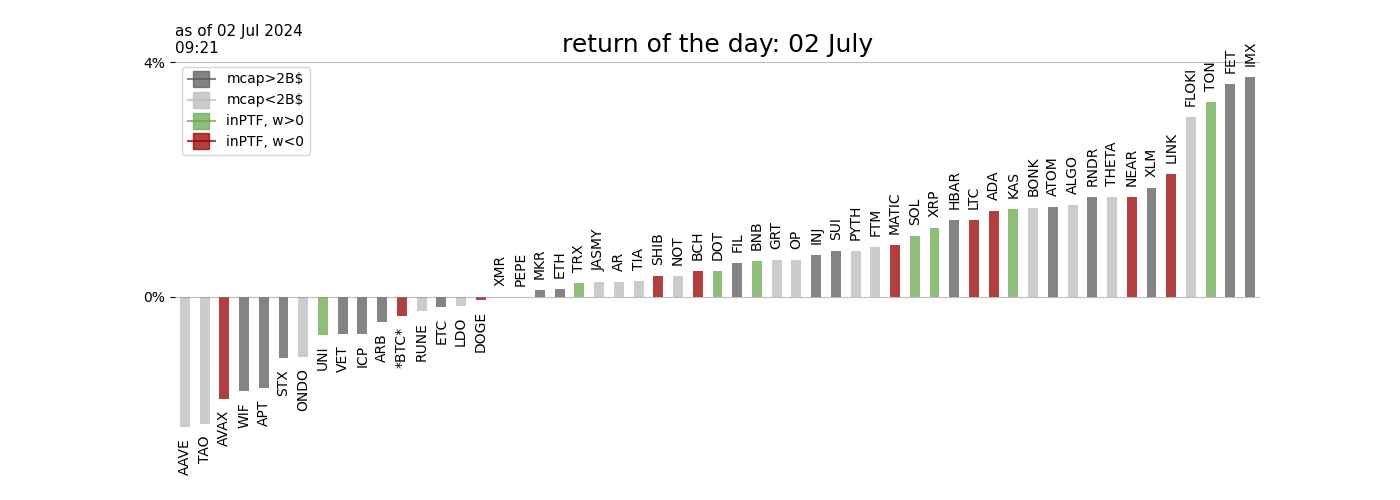 as of 02 Jul 2024
09:21
return of the day: 02 July
4%
0%
mcap>2B$
mcap<2B$
inPTF, w>0
inPTF, w<0
AAVE
TAO
AVAX
WIF
APT
STX
ONDO
UNI
VET
ICP
ARB
*BTC*
RUNE
ETC
LDO
DOGE
XMR
PEPE
MKR
ETH
TRX
JASMY
AR
TIA
SHIB
NOT
BCH
DOT
FIL
BNB
GRT
OP
INJ
SUI
PYTH
FTM
MATIC
SOL
XRP
HBAR
LTC
ADA
KAS
BONK
ATOM
ALGO
RNDR
THETA
NEAR
XLM
LINK
FLOKI
TON
FET
IMX